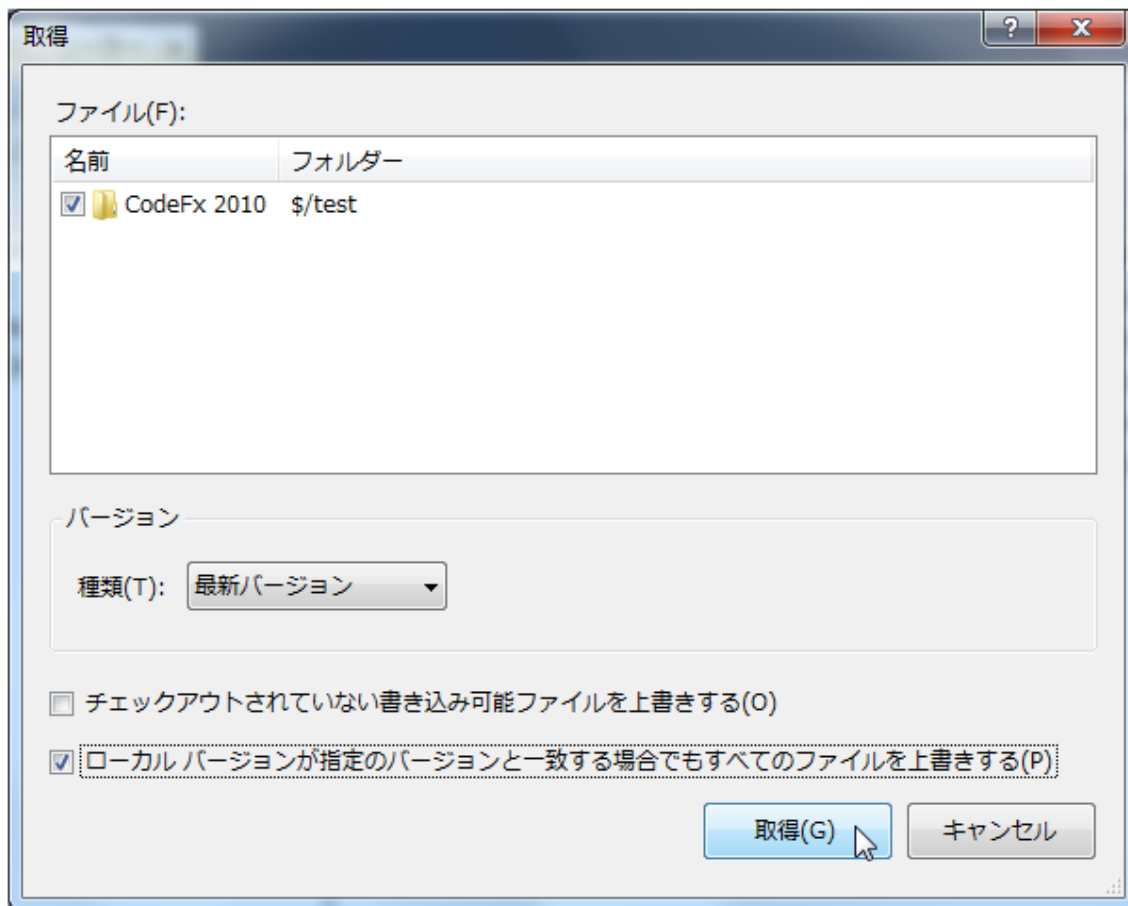 取得
ファイル(F):
名前 フォルダー
CodeFx 2010 $/test
バージョン
種類(T): 最新バージョン
チェックアウトされていない書き込み可能ファイルを上書きする(O)
ローカル バージョンが指定のバージョンと一致する場合でもすべてのファイルを上書きする(P)
取得(G) キャンセル